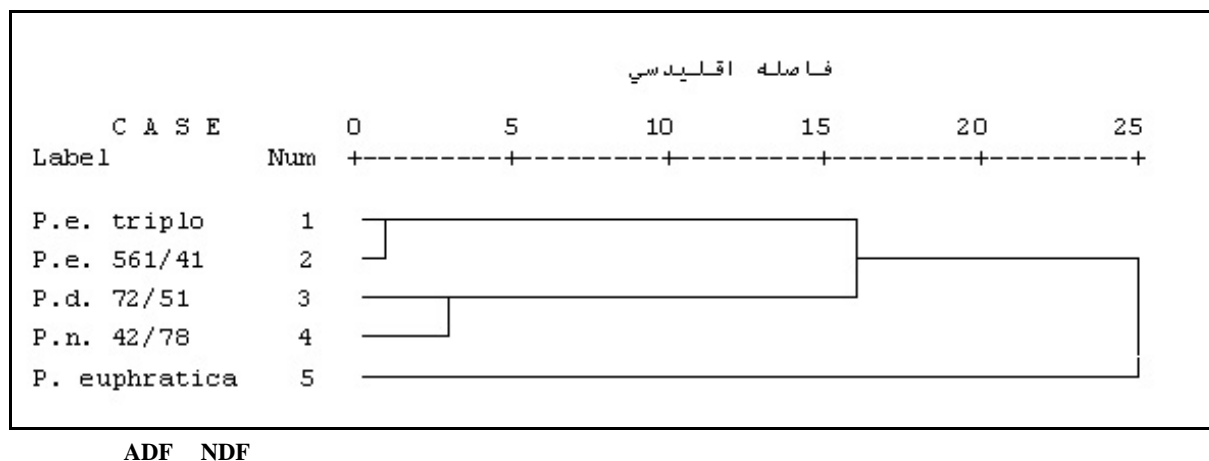 فاصله اقليدسي
C A S E 0 5 10 15 20 25
Label Num +---------+---------+---------+---------+---------+
P.e. triplo 1
P.e. 561/41 2
P.d. 72/51 3
P.n. 42/78 4
P. euphratica 5
ADF NDF